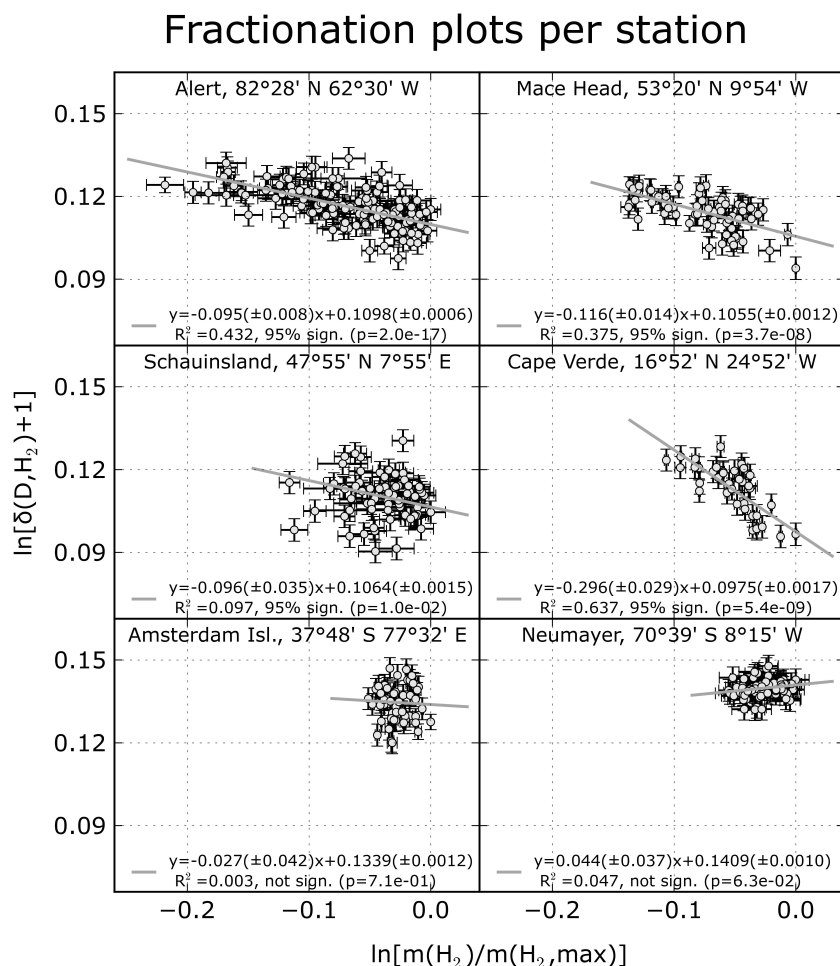 Fractionation plots per station
Alert, 82°28' N 62°30' W
Mace Head, 53°20' N 9°54' W
0.15
0.12
0.09
y=-0.095(±0.008)x+0.1098(±0.0006)
R²=0.432, 95% sign. (p=2.0e-17)
y=-0.116(±0.014)x+0.1055(±0.0012)
R²=0.375, 95% sign. (p=3.7e-08)
Schauinsland, 47°55' N 7°55' E
Cape Verde, 16°52' N 24°52' W
0.15
0.12
0.09
ln[δ(D,H₂)+1]
y=-0.096(±0.035)x+0.1064(±0.0015)
R²=0.097, 95% sign. (p=1.0e-02)
y=-0.296(±0.029)x+0.0975(±0.0017)
R²=0.637, 95% sign. (p=5.4e-09)
Amsterdam Isl., 37°48' S 77°32' E
Neumayer, 70°39' S 8°15' W
0.15
0.12
0.09
y=-0.027(±0.042)x+0.1339(±0.0012)
R²=0.003, not sign. (p=7.1e-01)
y=0.044(±0.037)x+0.1409(±0.0010)
R²=0.047, not sign. (p=6.3e-02)
−0.2 −0.1 0.0 −0.2 −0.1 0.0
ln[m(H₂)/m(H₂,max)]